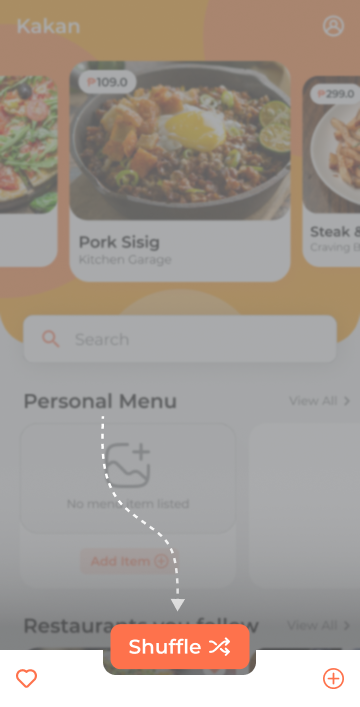 Kakan
₱109.0
₱299.0
Pork Sisig
Kitchen Garage
Steak &
Craving B
Search
Personal Menu
View All
No menu item listed
Add Item
Restaurants you follow
View All
Shuffle